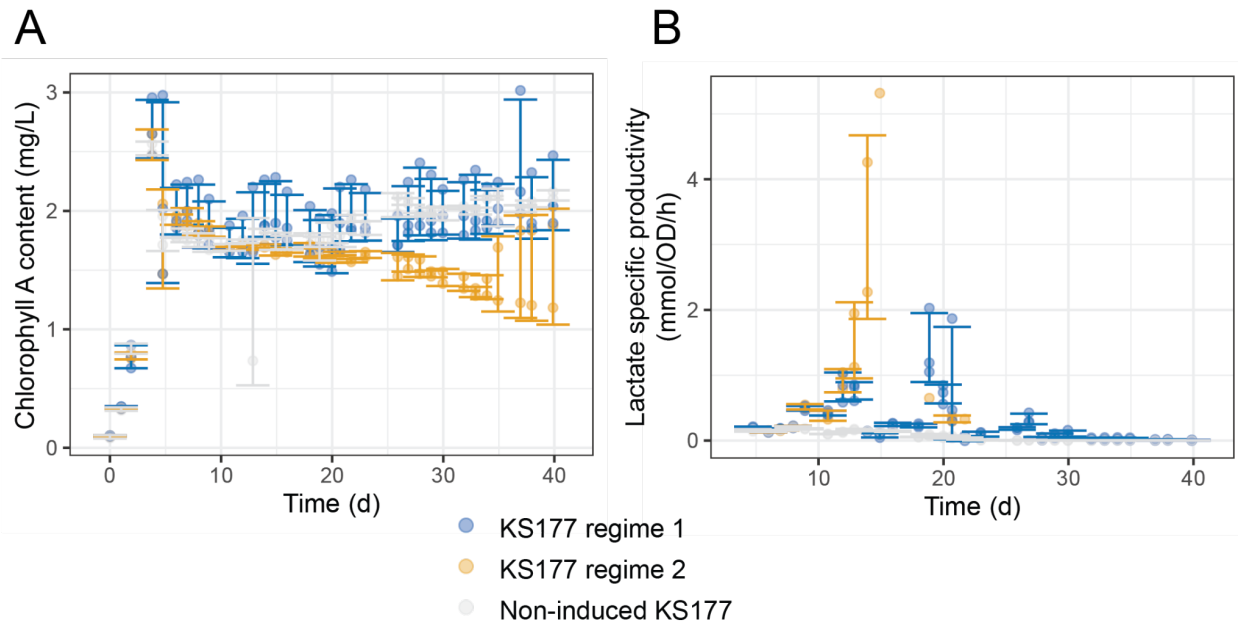 A
B
Chlorophyll A content (mg/L)
3
2
1
0
0
10
20
30
40
Time (d)
Lactate specific productivity
(mmol/OD/h)
4
2
0
10
20
30
40
Time (d)
KS177 regime 1
KS177 regime 2
Non-induced KS177